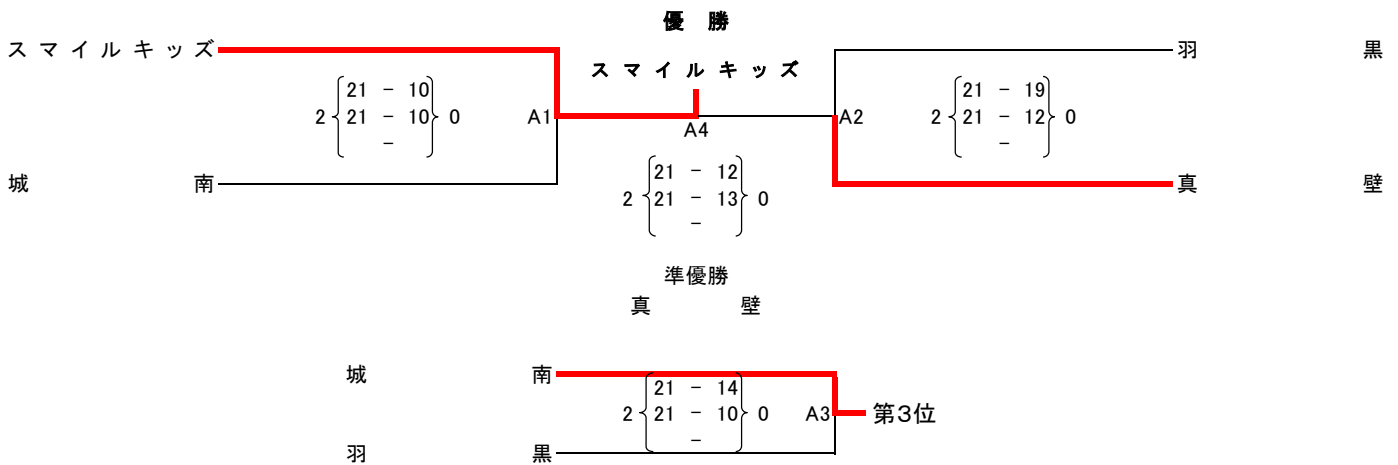 優 勝
スマイルキッズ
スマイルキッズ
羽 黒
21 - 10
2 21 - 10 0
-
A1
A4
A2
21 - 19
2 21 - 12 0
-
城 南
真 壁
21 - 12
2 21 - 13 0
-
準優勝
真 壁
城 南
21 - 14
2 21 - 10 0
-
A3
第3位
羽 黒